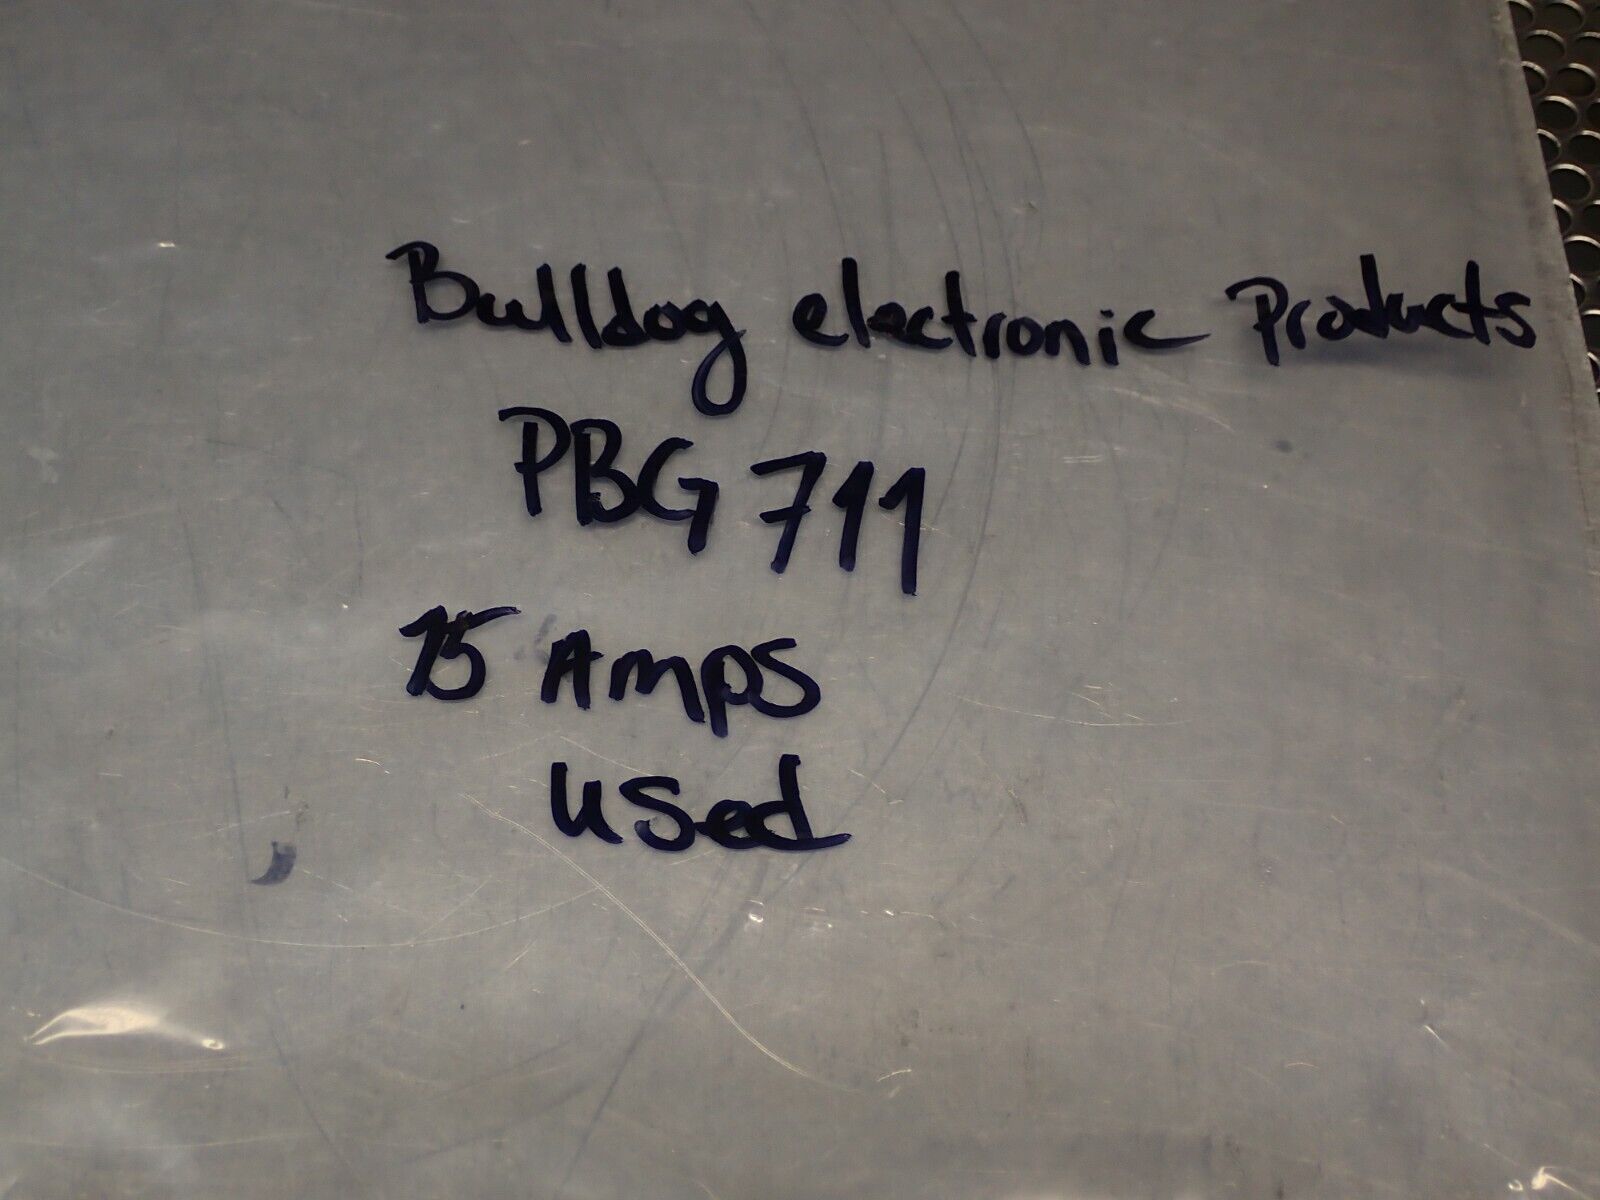 Bulldog electronic Products
PBG 711
15 Amps
Used